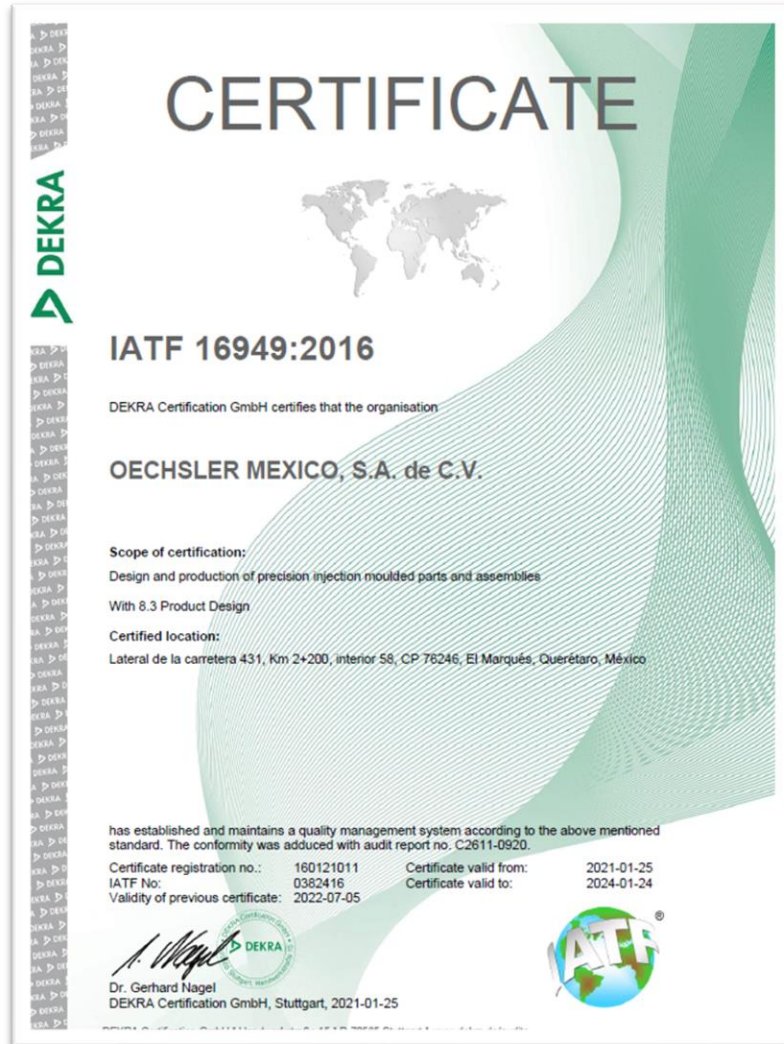 CERTIFICATE
DEKRA
IATF 16949:2016
DEKRA Certification GmbH certifies that the organisation
OECHSLER MEXICO, S.A. de C.V.
Scope of certification:
Design and production of precision injection moulded parts and assemblies
With 8.3 Product Design
Certified location:
Lateral de la carretera 431, Km 2+200, interior 58, CP 76246, El Marqués, Querétaro, México
has established and maintains a quality management system according to the above mentioned
standard. The conformity was adduced with audit report no. C2611-0920.
Certificate registration no.: 160121011 Certificate valid from: 2021-01-25
IATF No: 0382416 Certificate valid to: 2024-01-24
Validity of previous certificate: 2022-07-05
DEKRA
IATF®
Dr. Gerhard Nagel
DEKRA Certification GmbH, Stuttgart, 2021-01-25